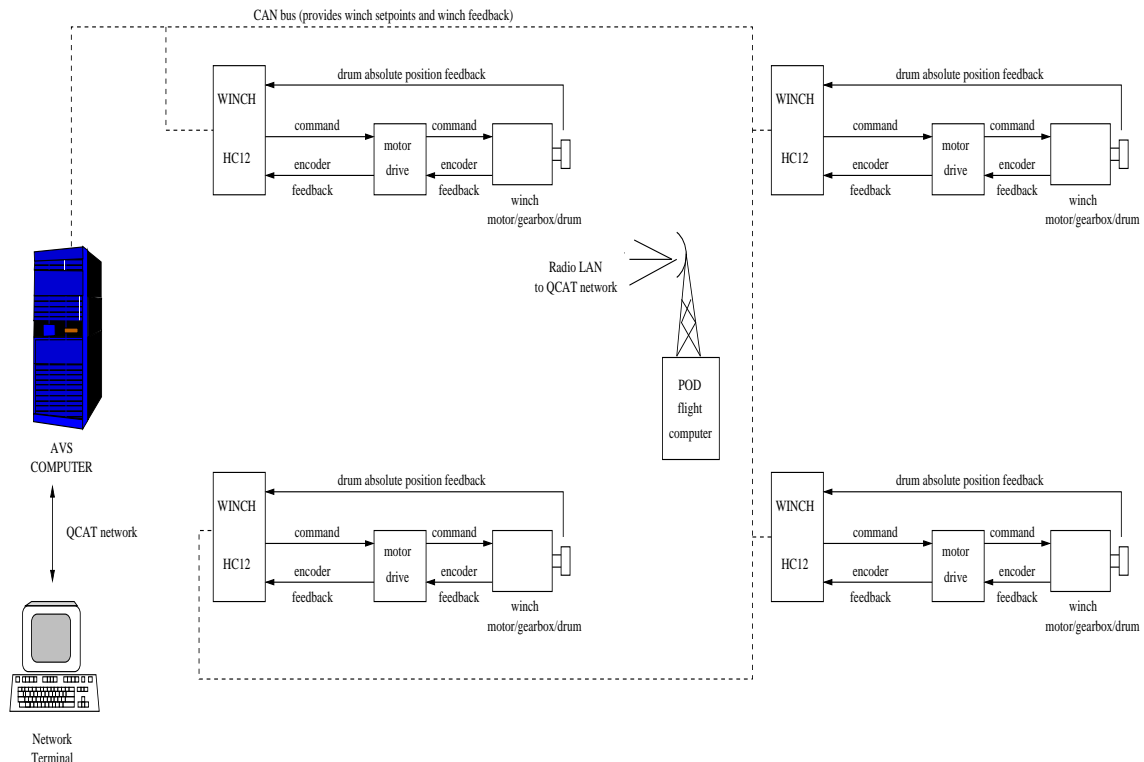 CAN bus (provides winch setpoints and winch feedback)
drum absolute position feedback
WINCH
HC12
command
command
encoder
feedback
encoder
feedback
motor
drive
winch
motor/gearbox/drum
drum absolute position feedback
WINCH
HC12
command
command
encoder
feedback
encoder
feedback
motor
drive
winch
motor/gearbox/drum
Radio LAN
to QCAT network
POD
flight
computer
AVS
COMPUTER
QCAT network
Network
Terminal
drum absolute position feedback
WINCH
HC12
command
command
encoder
feedback
encoder
feedback
motor
drive
winch
motor/gearbox/drum
drum absolute position feedback
WINCH
HC12
command
command
encoder
feedback
encoder
feedback
motor
drive
winch
motor/gearbox/drum